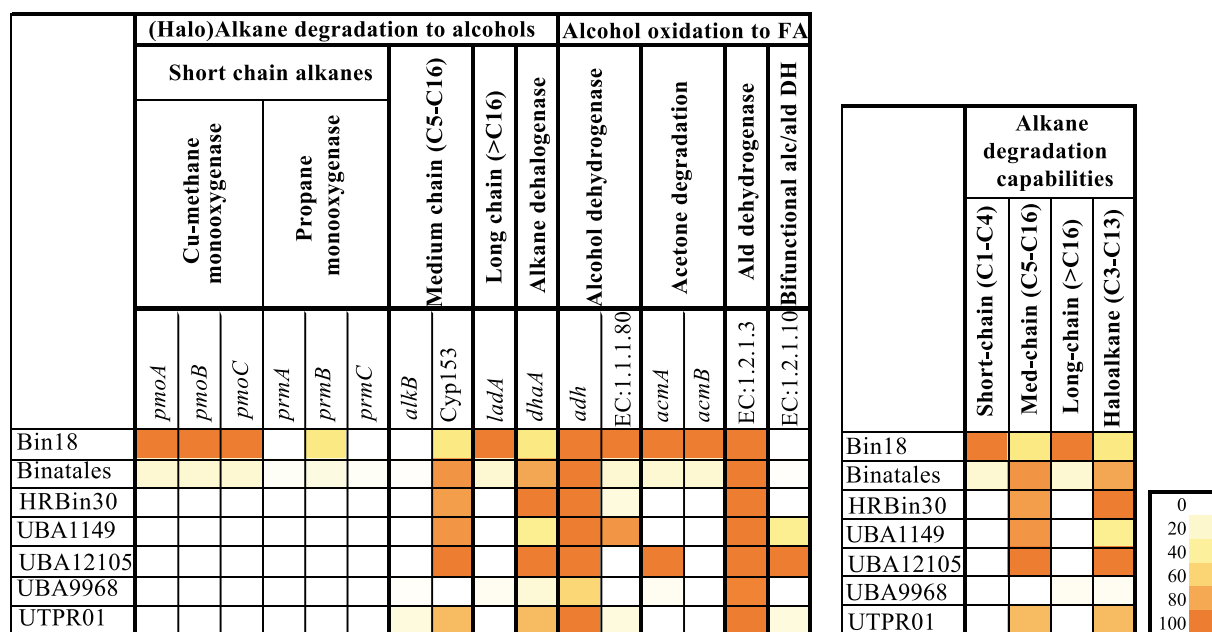 (Halo)Alkane degradation to alcohols
Alcohol oxidation to FA
Short chain alkanes
Cu-methane
monooxygenase
Propane
monooxygenase
Medium chain (C5-C16)
Long chain (>C16)
Alkane dehalogenase
Alcohol dehydrogenase
Acetone degradation
Ald dehydrogenase
Bifunctional alc/ald DH
pmoA
pmoB
pmoC
prmA
prmB
prmC
alkB
Cyp153
ladA
dhaA
adh
EC:1.1.1.80
acmA
acmB
EC:1.2.1.3
EC:1.2.1.10
Bin18
Binatales
HRBin30
UBA1149
UBA12105
UBA9968
UTPR01
Alkane
degradation
capabilities
Short-chain (C1-C4)
Med-chain (C5-C16)
Long-chain (>C16)
Haloalkane (C3-C13)
Bin18
Binatales
HRBin30
UBA1149
UBA12105
UBA9968
UTPR01
0
20
40
60
80
100